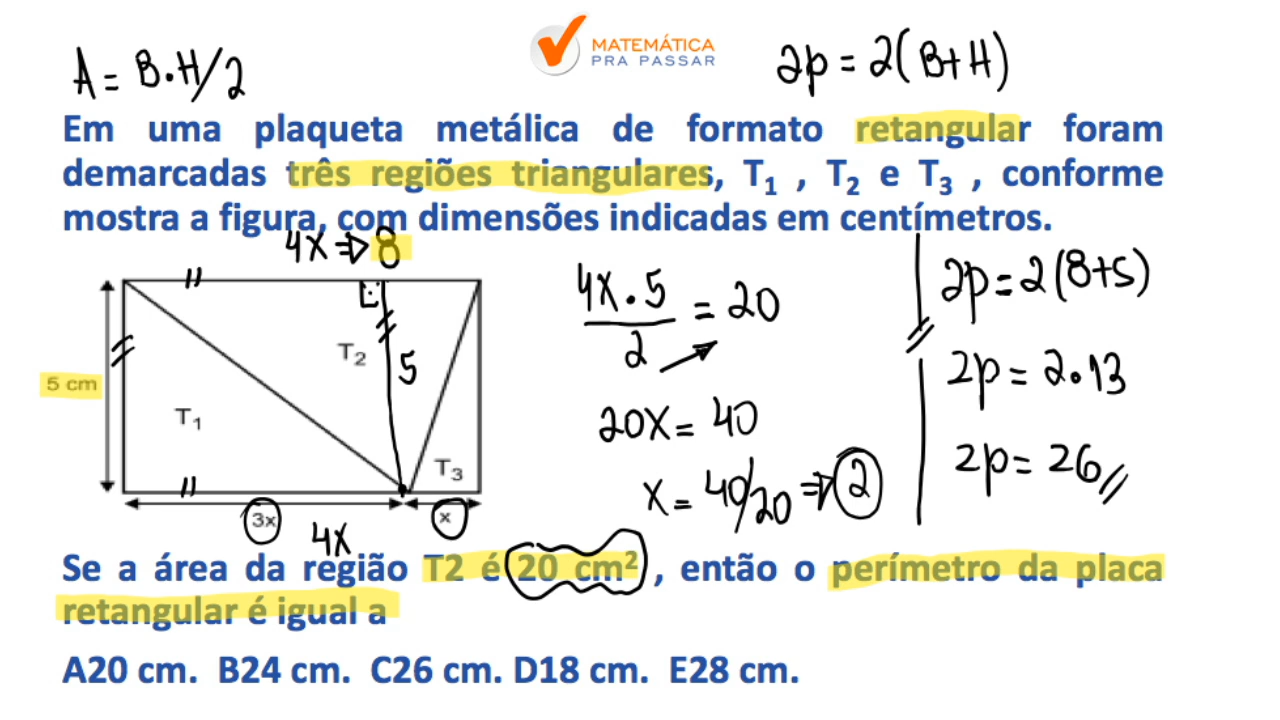 A = B.H/2
MATEMÁTICA
PRA PASSAR
2p = 2(B+H)
Em uma plaqueta metálica de formato retangular foram
demarcadas três regiões triangulares, T₁ , T₂ e T₃ , conforme
mostra a figura, com dimensões indicadas em centímetros.
4x ⇒ 8
5 cm
T₁
T₂
5
T₃
3x
x
4x
4x . 5 / 2 = 20
20x = 40
x = 40/20 ⇒ 2
2p = 2(8+5)
2p = 2.13
2p = 26
Se a área da região T2 é 20 cm² , então o perímetro da placa
retangular é igual a
A20 cm. B24 cm. C26 cm. D18 cm. E28 cm.